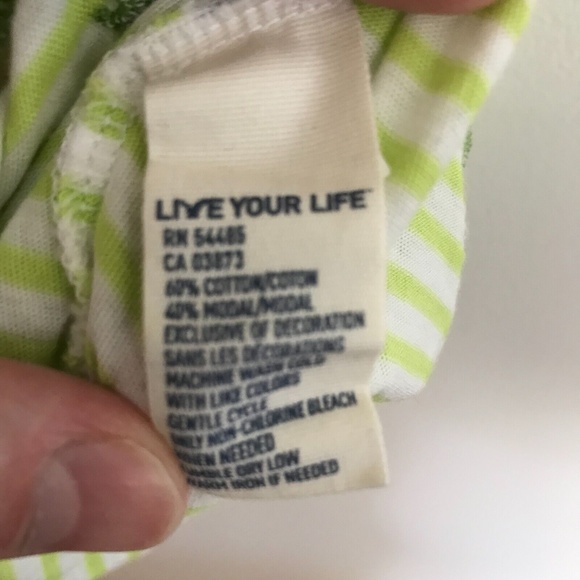 LIVE YOUR LIFE™
RN 54485
CA 03873
60% COTTON/COTON
40% MODAL/MODAL
EXCLUSIVE OF DECORATION
SANS LES DÉCORATIONS
MACHINE WASH COLD
WITH LIKE COLORS
GENTLE CYCLE
ONLY NON-CHLORINE BLEACH
WHEN NEEDED
TUMBLE DRY LOW
WARM IRON IF NEEDED